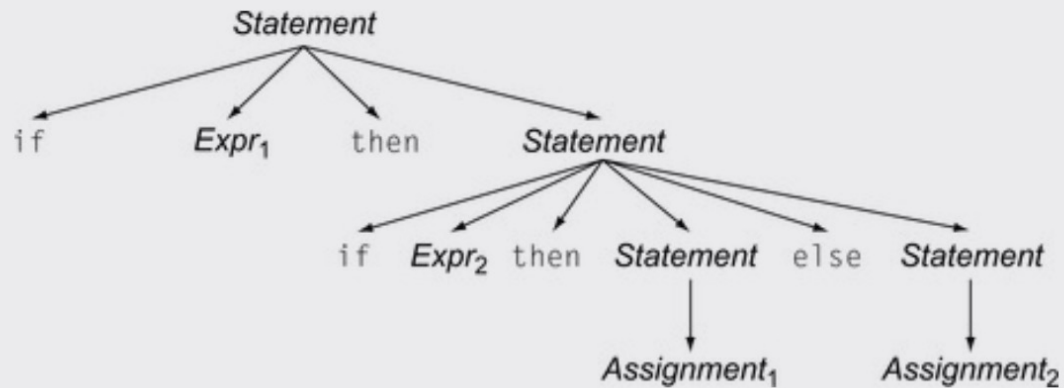 Statement
if Expr₁ then Statement
if Expr₂ then Statement else Statement
Assignment₁ Assignment₂